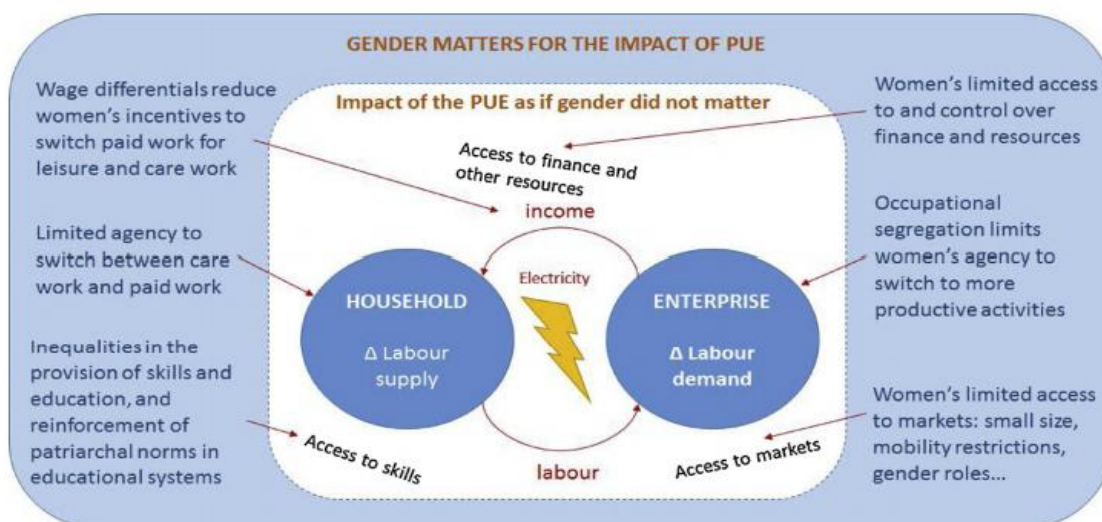 GENDER MATTERS FOR THE IMPACT OF PUE
Wage differentials reduce
women's incentives to
switch paid work for
leisure and care work
Limited agency to
switch between care
work and paid work
Inequalities in the
provision of skills and
education, and
reinforcement of
patriarchal norms in
educational systems
Impact of the PUE as if gender did not matter
Access to finance and
other resources
income
Electricity
HOUSEHOLD
Δ Labour
supply
ENTERPRISE
Δ Labour
demand
Access to skills
labour
Access to markets
Women's limited access
to and control over
finance and resources
Occupational
segregation limits
women's agency to
switch to more
productive activities
Women's limited access
to markets: small size,
mobility restrictions,
gender roles...